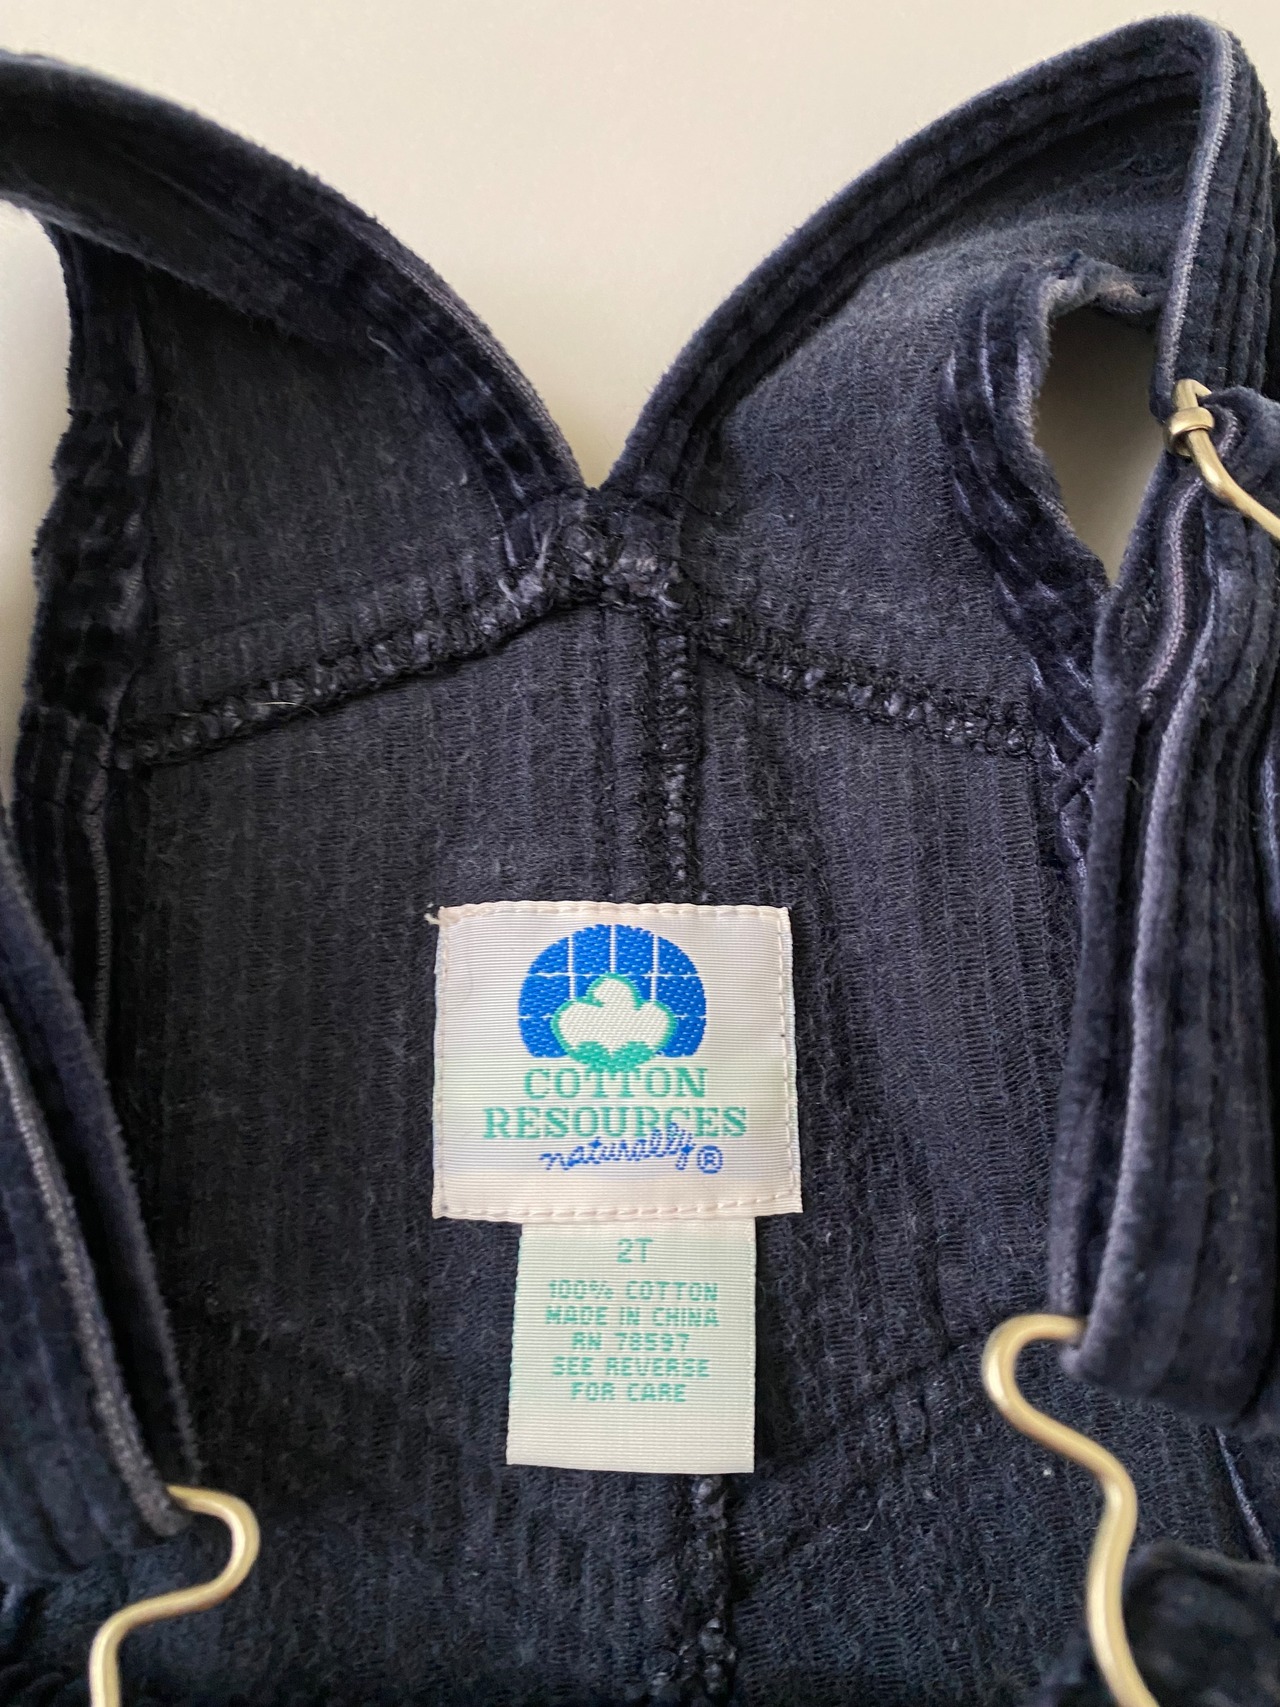 COTTON
RESOURCES
naturally ®
2T
100% COTTON
MADE IN CHINA
RN 78597
SEE REVERSE
FOR CARE